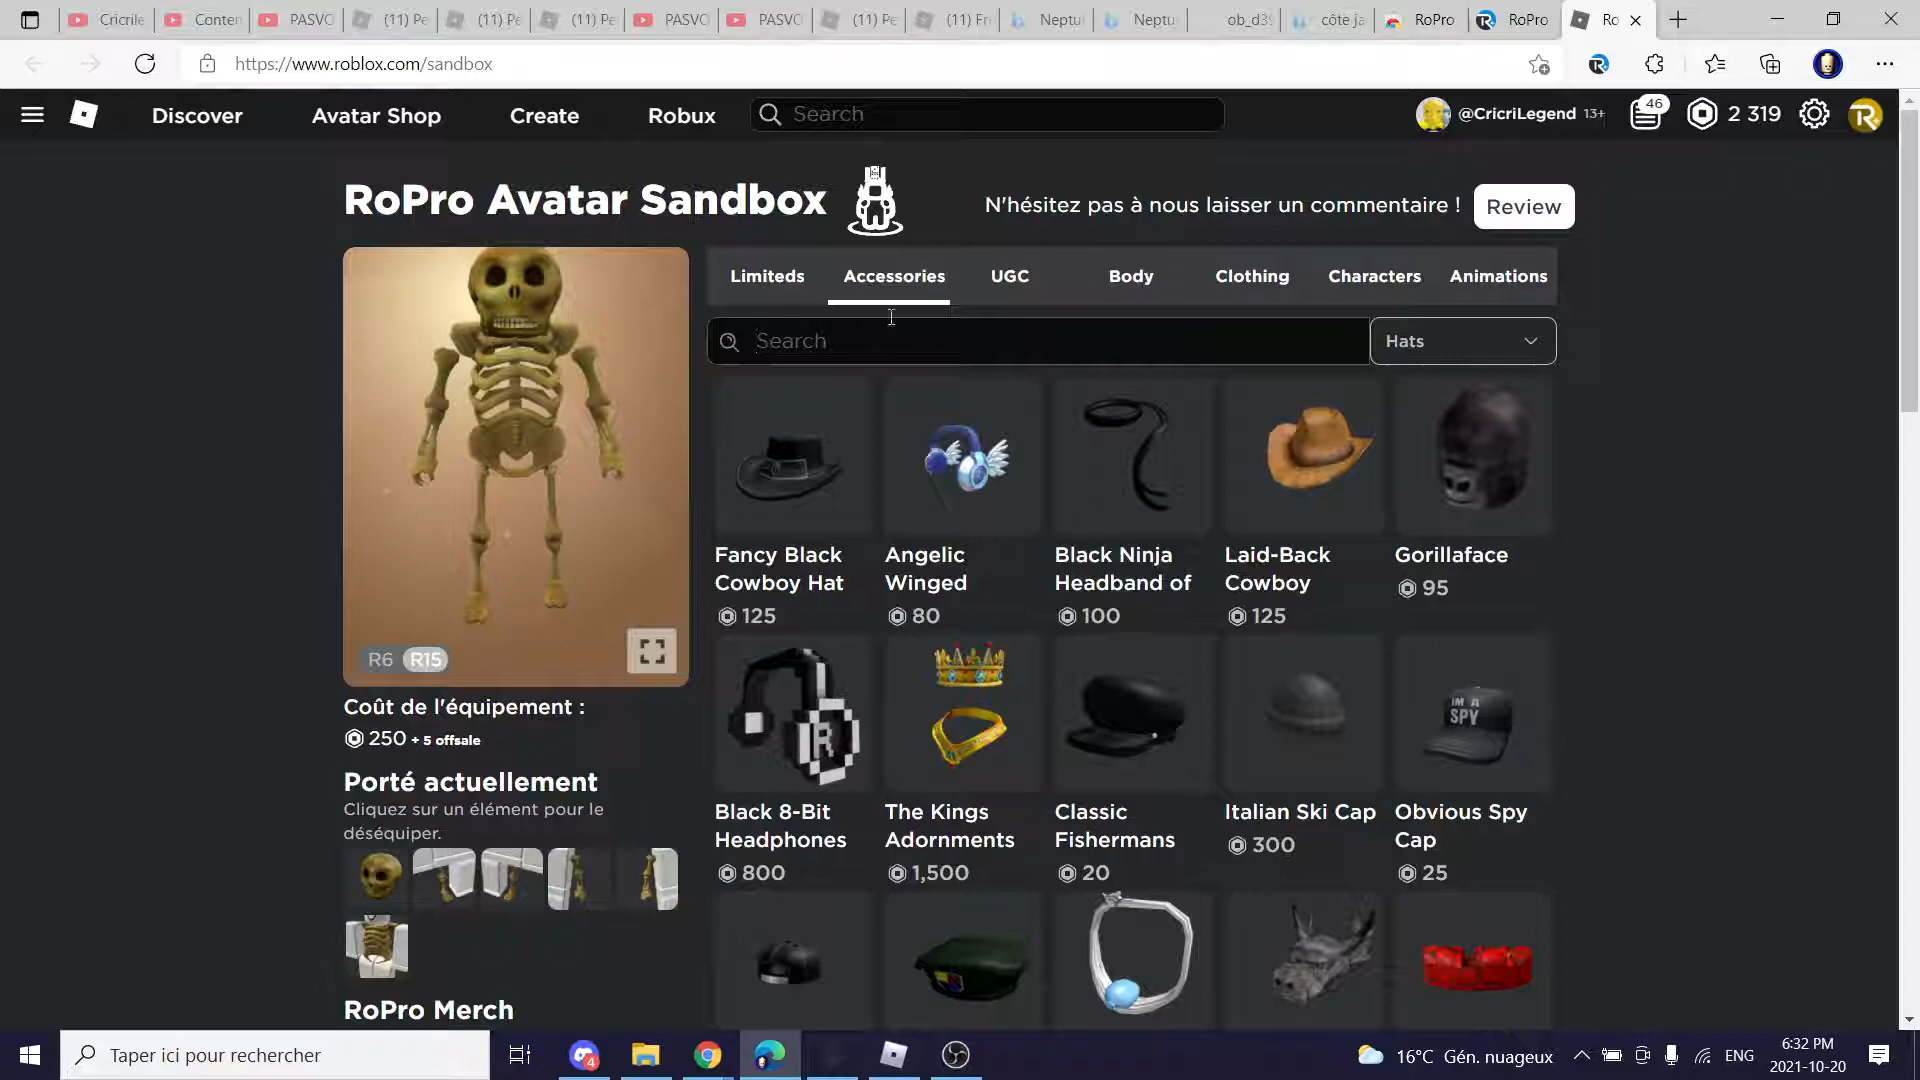 Cricrile
Conten
PASVO
(11) Pe
(11) Pe
(11) Pe
PASVO
PASVO
(11) Pe
(11) Fri
Neptu
Neptu
ob_d39
côte ja
RoPro
RoPro
Ro
https://www.roblox.com/sandbox
Discover
Avatar Shop
Create
Robux
Search
@CricriLegend 13+
46
2 319
RoPro Avatar Sandbox
N'hésitez pas à nous laisser un commentaire !
Review
Limiteds
Accessories
UGC
Body
Clothing
Characters
Animations
Search
Hats
R6 R15
Fancy Black
Cowboy Hat
125
Angelic
Winged
80
Black Ninja
Headband of
100
Laid-Back
Cowboy
125
Gorillaface
95
Coût de l'équipement :
250 + 5 offsale
Porté actuellement
Cliquez sur un élément pour le
déséquiper.
R
IM A
SPY
Black 8-Bit
Headphones
800
The Kings
Adornments
1,500
Classic
Fishermans
20
Italian Ski Cap
300
Obvious Spy
Cap
25
RoPro Merch
Taper ici pour rechercher
4
16°C Gén. nuageux
ENG
6:32 PM
2021-10-20